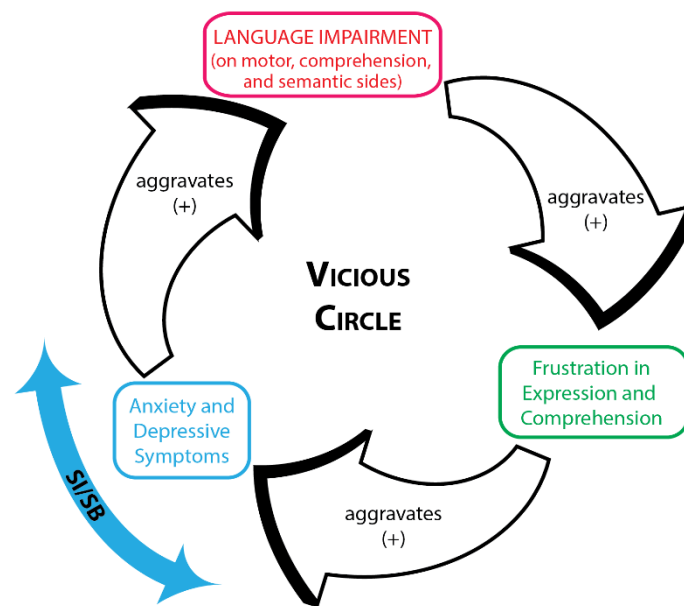 LANGUAGE IMPAIRMENT
(on motor, comprehension,
and semantic sides)
aggravates
(+)
aggravates
(+)
VICIOUS
CIRCLE
Frustration in
Expression and
Comprehension
Anxiety and
Depressive
Symptoms
SI/SB
aggravates
(+)